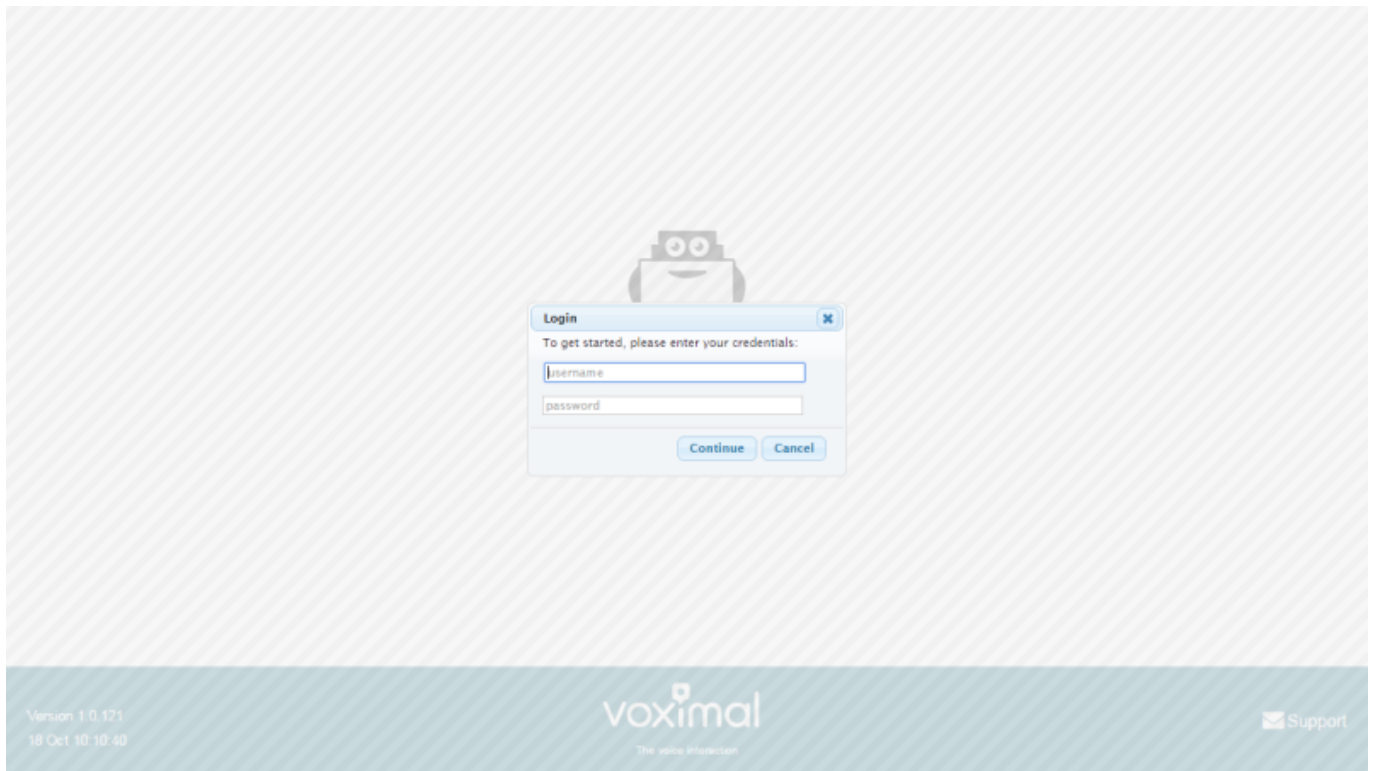 Login
To get started, please enter your credentials:
username
password
Continue Cancel
Version 1.0.121
18 Oct 10:10:40
voximal
The voice interaction
Support